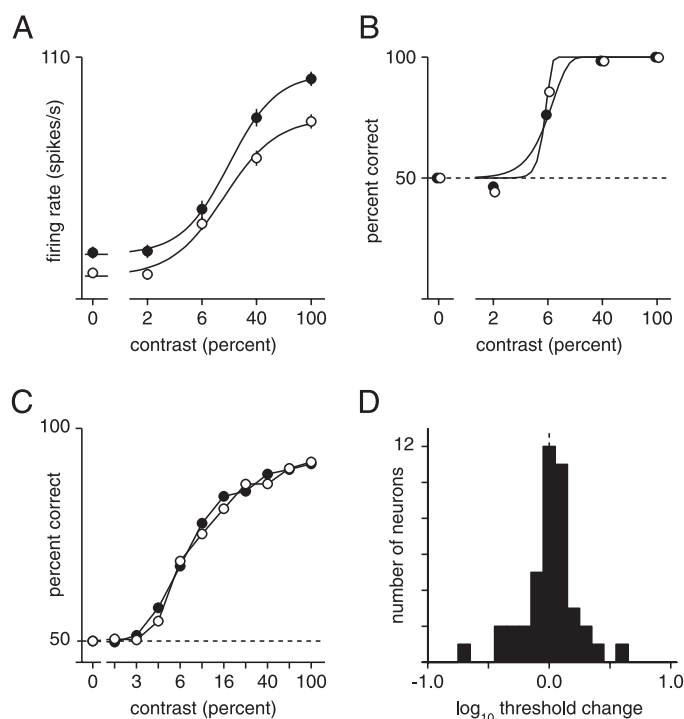 A
110
firing rate (spikes/s)
0 2 6 40 100
contrast (percent)
B
100
50
percent correct
0 2 6 40 100
contrast (percent)
C
100
50
percent correct
0 3 6 16 40 100
contrast (percent)
D
12
number of neurons
-1.0 0.0 1.0
log10 threshold change